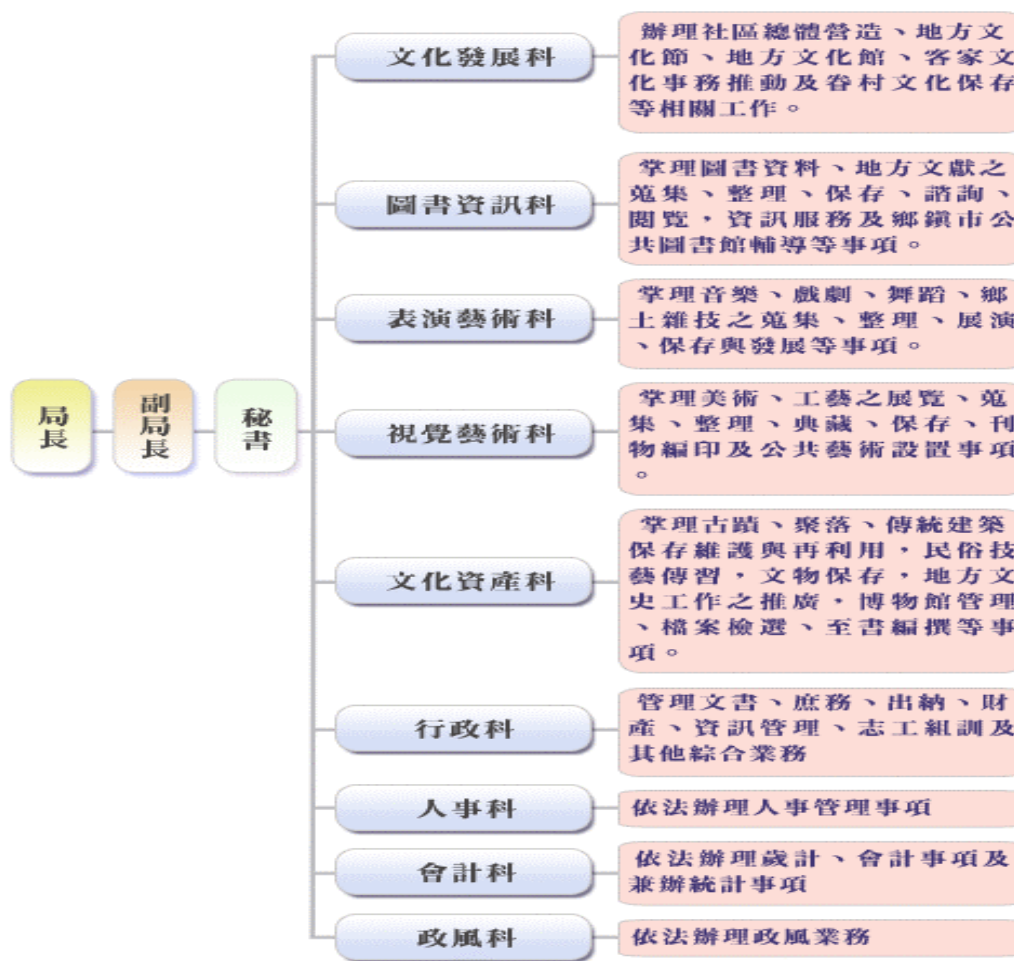 局長
副局長
秘書
文化發展科
辦理社區總體營造、地方文
化節、地方文化館、客家文
化事務推動及眷村文化保存
等相關工作。
圖書資訊科
掌理圖書資料、地方文獻之
蒐集、整理、保存、諮詢、
閱覽，資訊服務及鄉鎮市公
共圖書館輔導等事項。
表演藝術科
掌理音樂、戲劇、舞蹈、鄉
土雜技之蒐集、整理、展演
、保存與發展等事項。
視覺藝術科
掌理美術、工藝之展覽、蒐
集、整理、典藏、保存、刊
物編印及公共藝術設置事項
。
文化資產科
掌理古蹟、聚落、傳統建築
保存維護與再利用，民俗技
藝傳習，文物保存，地方文
史工作之推廣，博物館管理
、檔案檢選、至書編撰等事
項。
行政科
管理文書、庶務、出納、財
產、資訊管理、志工組訓及
其他綜合業務
人事科
依法辦理人事管理事項
會計科
依法辦理歲計、會計事項及
兼辦統計事項
政風科
依法辦理政風業務